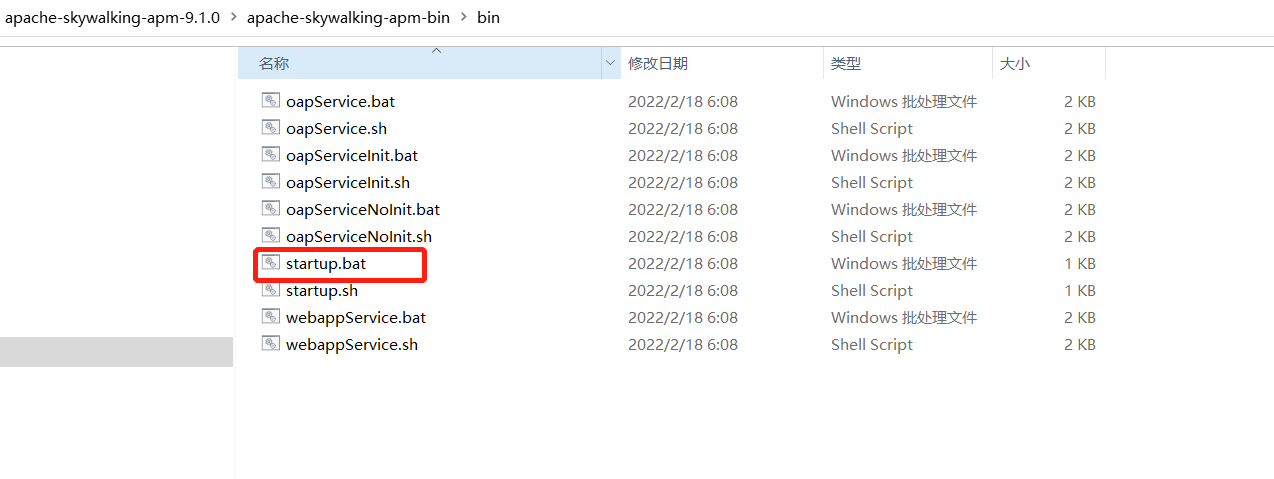 apache-skywalking-apm-9.1.0 > apache-skywalking-apm-bin > bin
名称 修改日期 类型 大小
oapService.bat 2022/2/18 6:08 Windows 批处理文件 2 KB
oapService.sh 2022/2/18 6:08 Shell Script 2 KB
oapServiceInit.bat 2022/2/18 6:08 Windows 批处理文件 2 KB
oapServiceInit.sh 2022/2/18 6:08 Shell Script 2 KB
oapServiceNoInit.bat 2022/2/18 6:08 Windows 批处理文件 2 KB
oapServiceNoInit.sh 2022/2/18 6:08 Shell Script 2 KB
startup.bat 2022/2/18 6:08 Windows 批处理文件 1 KB
startup.sh 2022/2/18 6:08 Shell Script 1 KB
webappService.bat 2022/2/18 6:08 Windows 批处理文件 2 KB
webappService.sh 2022/2/18 6:08 Shell Script 2 KB